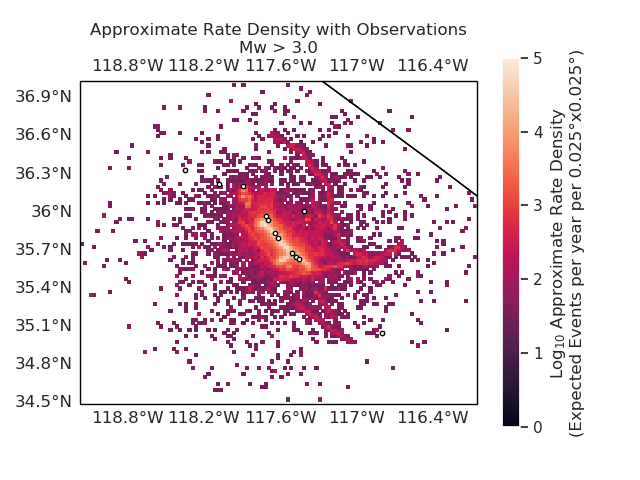 Approximate Rate Density with Observations
Mw > 3.0
118.8°W 118.2°W 117.6°W 117°W 116.4°W
36.9°N
36.6°N
36.3°N
36°N
35.7°N
35.4°N
35.1°N
34.8°N
34.5°N
118.8°W 118.2°W 117.6°W 117°W 116.4°W
5
4
3
2
1
0
Log₁₀ Approximate Rate Density
(Expected Events per year per 0.025°x0.025°)